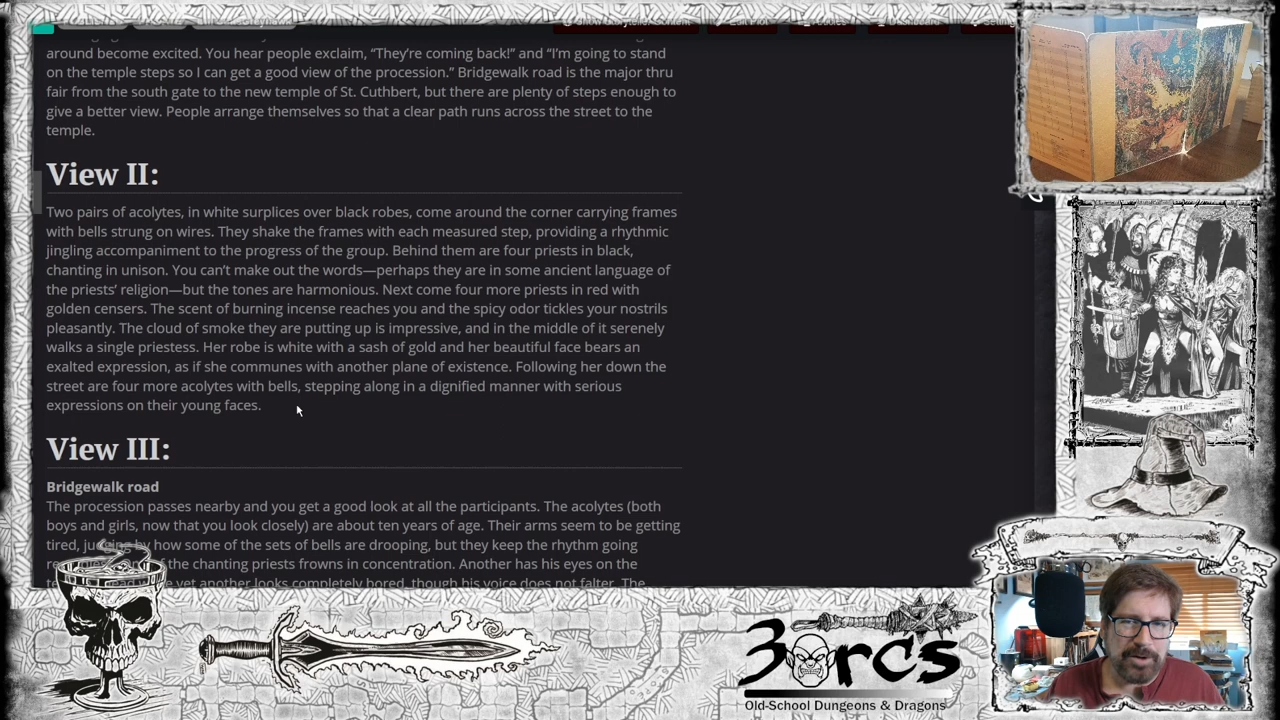 around become excited. You hear people exclaim, “They’re coming back!” and “I’m going to stand
on the temple steps so I can get a good view of the procession.” Bridgewalk road is the major thru
fair from the south gate to the new temple of St. Cuthbert, but there are plenty of steps enough to
give a better view. People arrange themselves so that a clear path runs across the street to the
temple.
View II:
Two pairs of acolytes, in white surplices over black robes, come around the corner carrying frames
with bells strung on wires. They shake the frames with each measured step, providing a rhythmic
jingling accompaniment to the progress of the group. Behind them are four priests in black,
chanting in unison. You can’t make out the words—perhaps they are in some ancient language of
the priests’ religion—but the tones are harmonious. Next come four more priests in red with
golden censers. The scent of burning incense reaches you and the spicy odor tickles your nostrils
pleasantly. The cloud of smoke they are putting up is impressive, and in the middle of it serenely
walks a single priestess. Her robe is white with a sash of gold and her beautiful face bears an
exalted expression, as if she communes with another plane of existence. Following her down the
street are four more acolytes with bells, stepping along in a dignified manner with serious
expressions on their young faces.
View III:
Bridgewalk road
The procession passes nearby and you get a good look at all the participants. The acolytes (both
boys and girls, now that you look closely) are about ten years of age. Their arms seem to be getting
tired, by how some of the sets of bells are drooping, but they keep the rhythm going
the chanting priests frowns in concentration. Another has his eyes on the
yet another looks completely bored, though his voice does not falter. The
3 orcs
Old-School Dungeons & Dragons